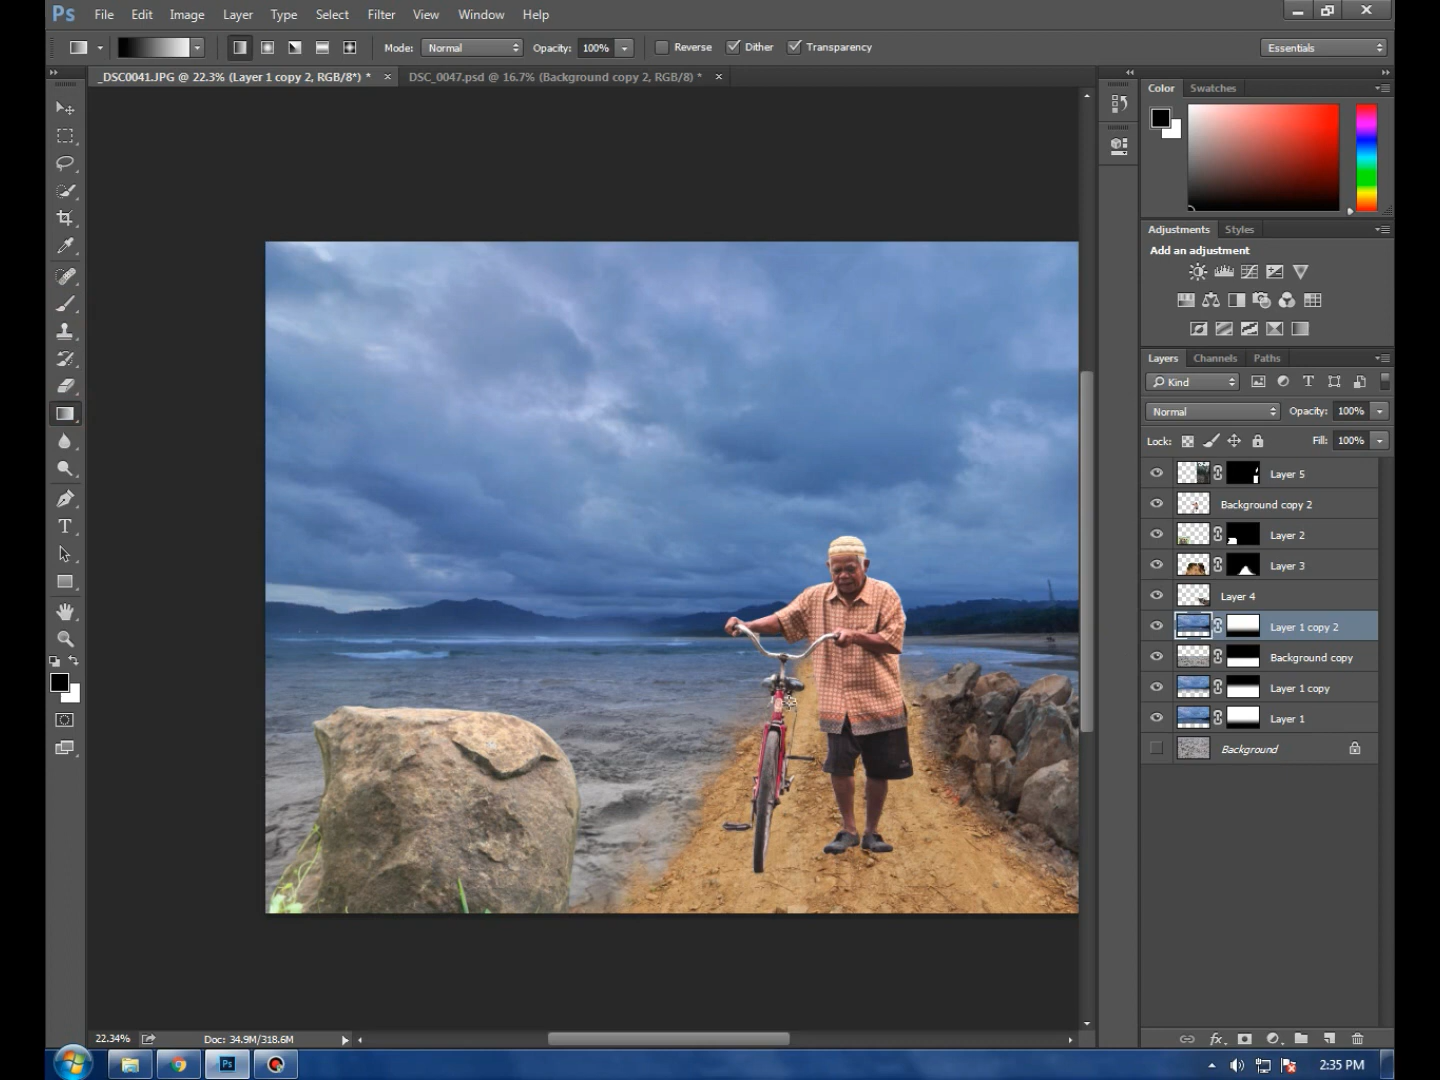 Ps File Edit Image Layer Type Select Filter View Window Help
Mode: Normal Opacity: 100% Reverse Dither Transparency Essentials
_DSC0041.JPG @ 22.3% (Layer 1 copy 2, RGB/8*) * × DSC_0047.psd @ 16.7% (Background copy 2, RGB/8) * ×
Color Swatches
Adjustments Styles
Add an adjustment
Layers Channels Paths
Kind
Normal Opacity: 100%
Lock: Fill: 100%
Layer 5
Background copy 2
Layer 2
Layer 3
Layer 4
Layer 1 copy 2
Background copy
Layer 1 copy
Layer 1
Background
22.34% Doc: 34.9M/318.6M
Ps 2:35 PM